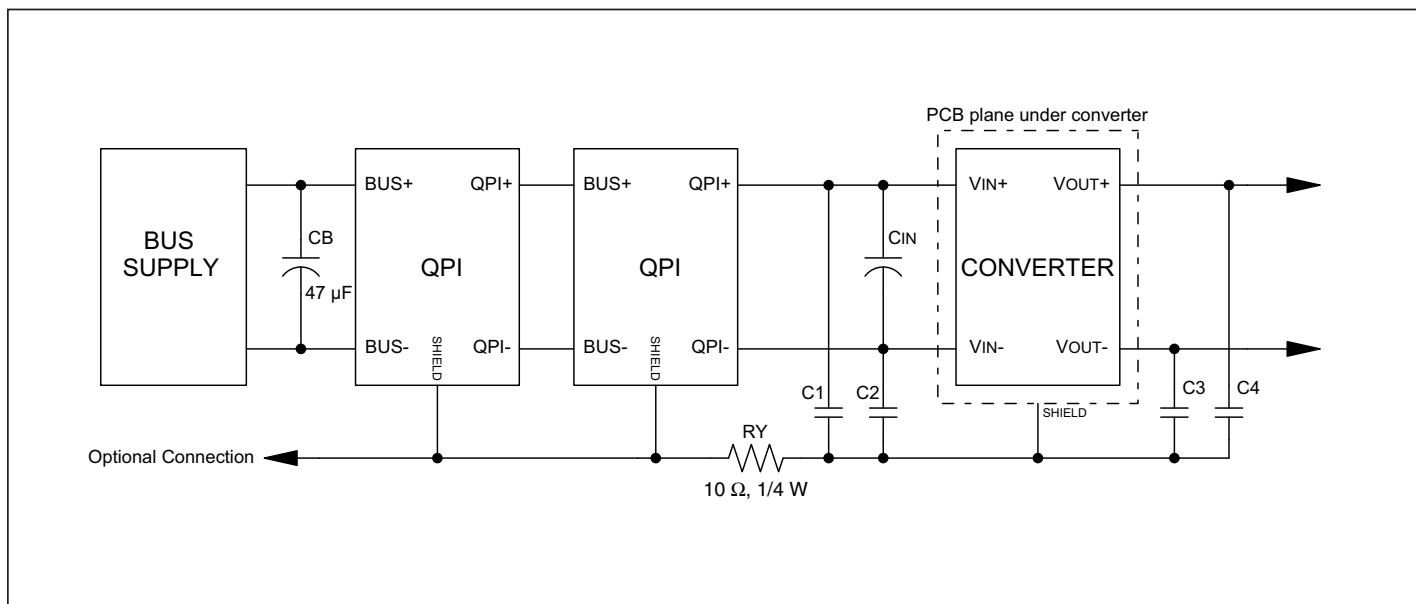 PCB plane under converter
BUS SUPPLY
CB
47 µF
BUS+
QPI+
QPI
BUS-
QPI-
SHIELD
BUS+
QPI+
QPI
BUS-
QPI-
SHIELD
CIN
VIN+
VOUT+
CONVERTER
VIN-
VOUT-
C1
C2
C3
C4
SHIELD
Optional Connection
RY
10 Ω, 1/4 W